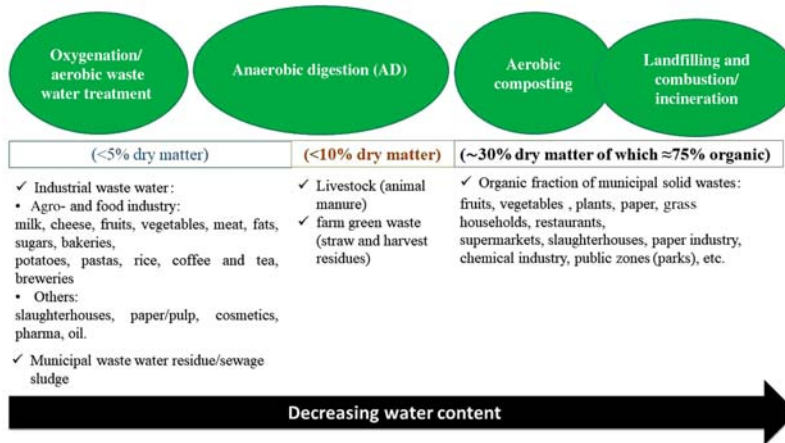 Oxygenation/
aerobic waste
water treatment
Anaerobic digestion (AD)
Aerobic
composting
Landfilling and
combustion/
incineration
(<5% dry matter)
(<10% dry matter)
(~30% dry matter of which ≈75% organic)
✓ Industrial waste water:
• Agro- and food industry:
milk, cheese, fruits, vegetables, meat, fats,
sugars, bakeries,
potatoes, pastas, rice, coffee and tea,
breweries
• Others:
slaughterhouses, paper/pulp, cosmetics,
pharma, oil.
✓ Municipal waste water residue/sewage
sludge
✓ Livestock (animal
manure)
✓ farm green waste
(straw and harvest
residues)
✓ Organic fraction of municipal solid wastes:
fruits, vegetables , plants, paper, grass
households, restaurants,
supermarkets, slaughterhouses, paper industry,
chemical industry, public zones (parks), etc.
Decreasing water content